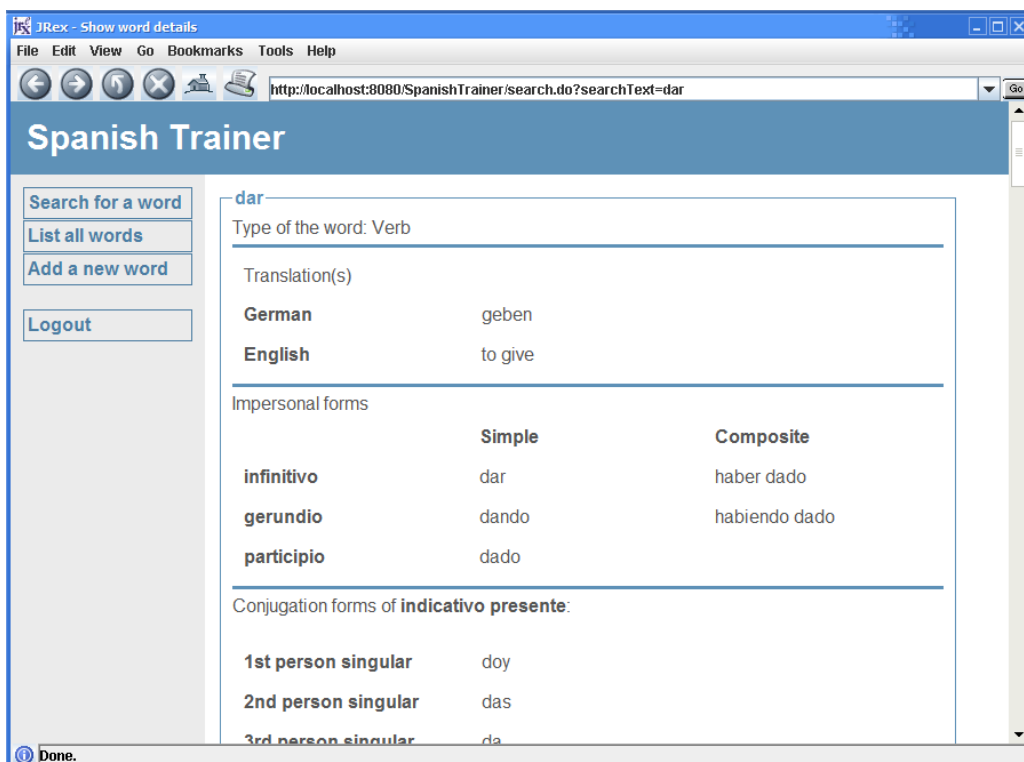 JRex - Show word details
File Edit View Go Bookmarks Tools Help
http://localhost:8080/SpanishTrainer/search.do?searchText=dar Go
Spanish Trainer
Search for a word
List all words
Add a new word
Logout
dar
Type of the word: Verb
Translation(s)
German geben
English to give
Impersonal forms
Simple Composite
infinitivo dar haber dado
gerundio dando habiendo dado
participio dado
Conjugation forms of indicativo presente:
1st person singular doy
2nd person singular das
3rd person singular da
Done.